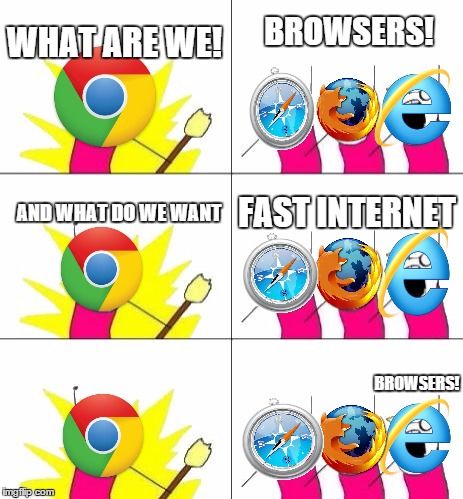 WHAT ARE WE!
BROWSERS!
AND WHAT DO WE WANT
FAST INTERNET
BROWSERS!
imgflip.com